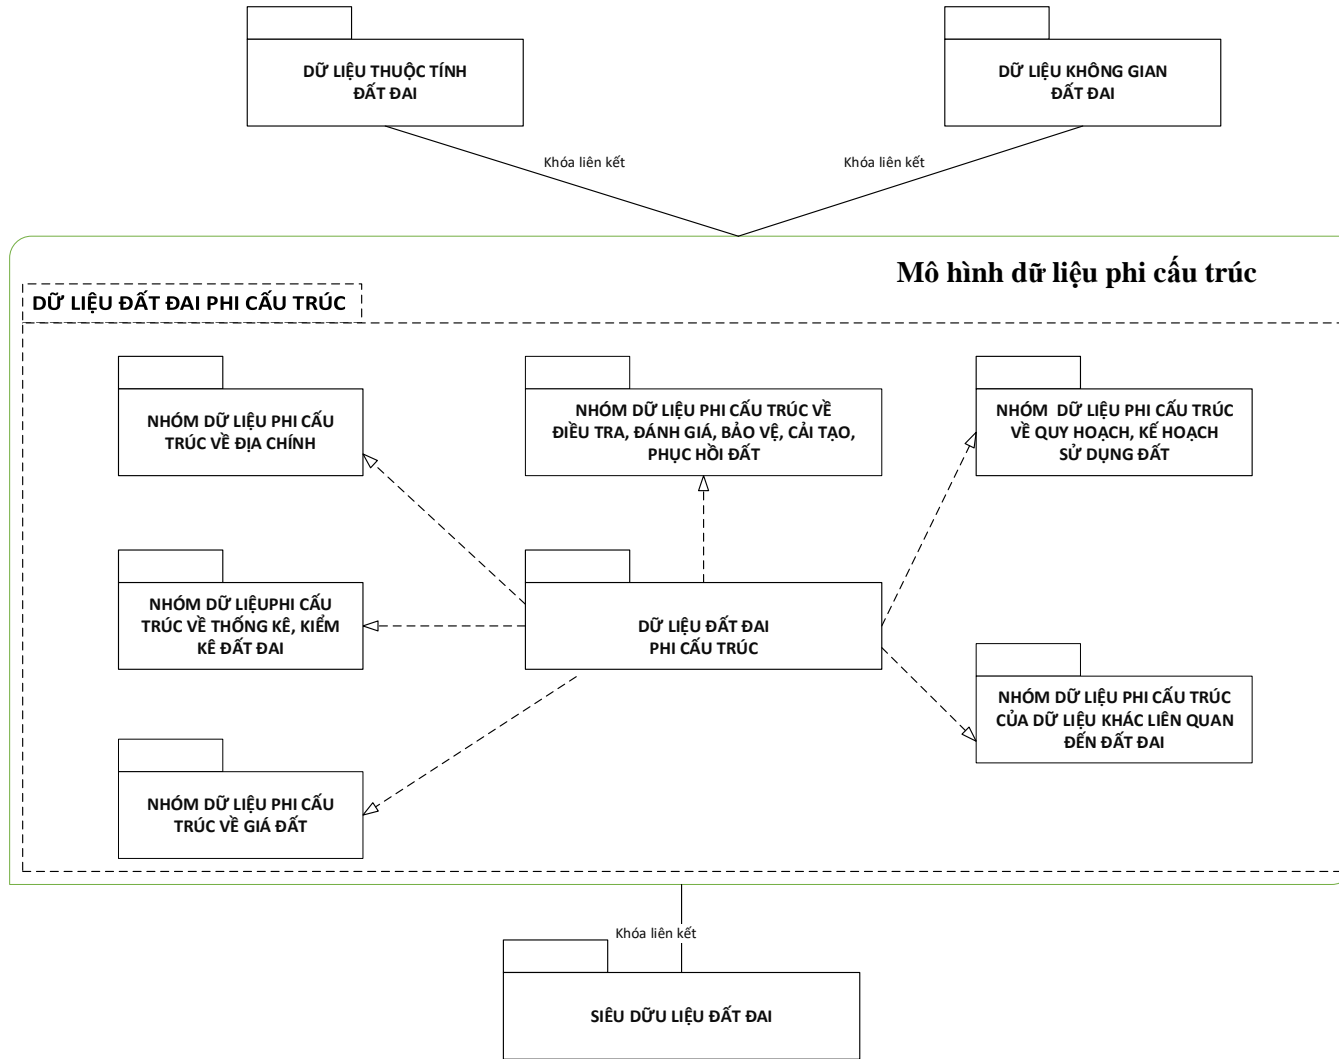 DỮ LIỆU THUỘC TÍNH
ĐẤT ĐAI
DỮ LIỆU KHÔNG GIAN
ĐẤT ĐAI
Khóa liên kết
Khóa liên kết
Mô hình dữ liệu phi cấu trúc
DỮ LIỆU ĐẤT ĐAI PHI CẤU TRÚC
NHÓM DỮ LIỆU PHI CẤU
TRÚC VỀ ĐỊA CHÍNH
NHÓM DỮ LIỆU PHI CẤU TRÚC VỀ
ĐIỀU TRA, ĐÁNH GIÁ, BẢO VỆ, CẢI TẠO,
PHỤC HỒI ĐẤT
NHÓM  DỮ LIỆU PHI CẤU TRÚC
VỀ QUY HOẠCH, KẾ HOẠCH
SỬ DỤNG ĐẤT
NHÓM DỮ LIỆUPHI CẤU
TRÚC VỀ THỐNG KÊ, KIỂM
KÊ ĐẤT ĐAI
DỮ LIỆU ĐẤT ĐAI
PHI CẤU TRÚC
NHÓM DỮ LIỆU PHI CẤU TRÚC
CỦA DỮ LIỆU KHÁC LIÊN QUAN
ĐẾN ĐẤT ĐAI
NHÓM DỮ LIỆU PHI CẤU
TRÚC VỀ GIÁ ĐẤT
Khóa liên kết
SIÊU DỮU LIỆU ĐẤT ĐAI